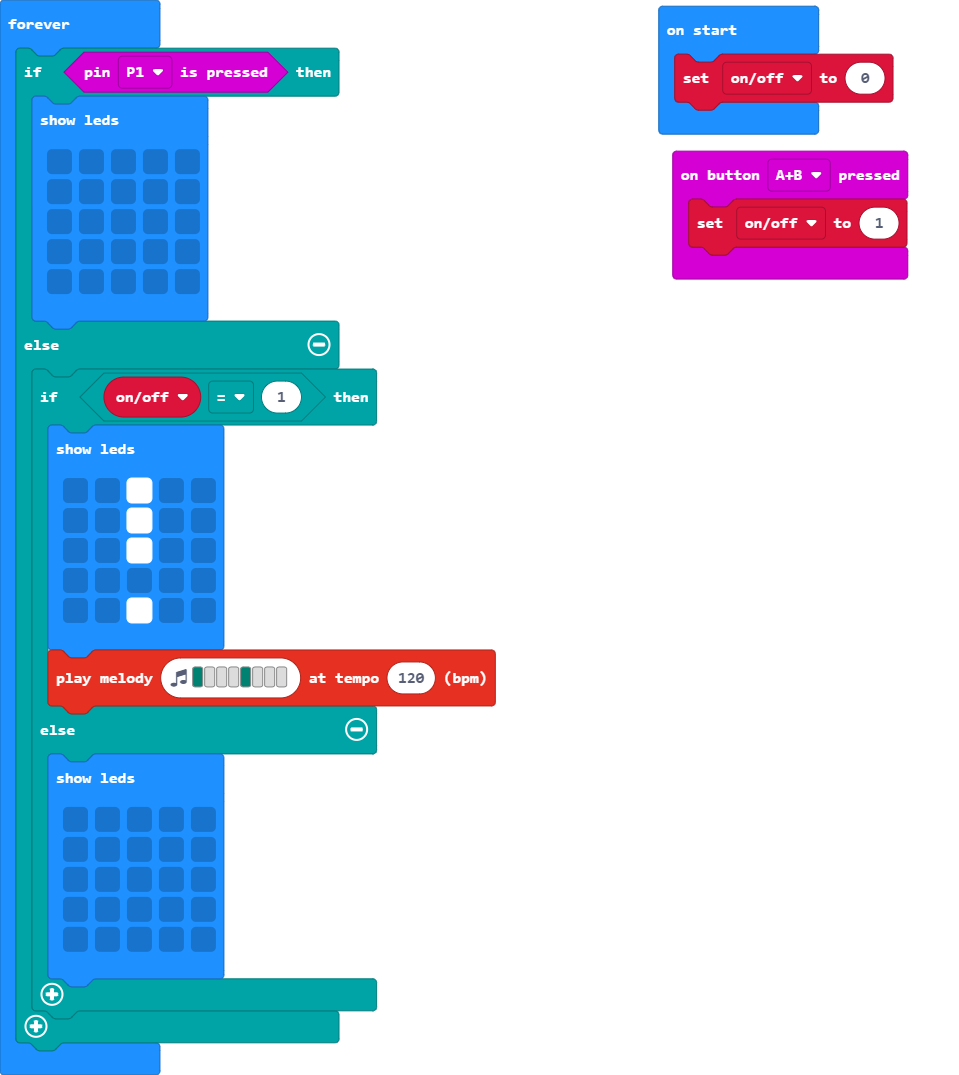 forever
if pin P1 is pressed then
show leds
else
if on/off = 1 then
show leds
play melody at tempo 120 (bpm)
else
show leds
on start
set on/off to 0
on button A+B pressed
set on/off to 1